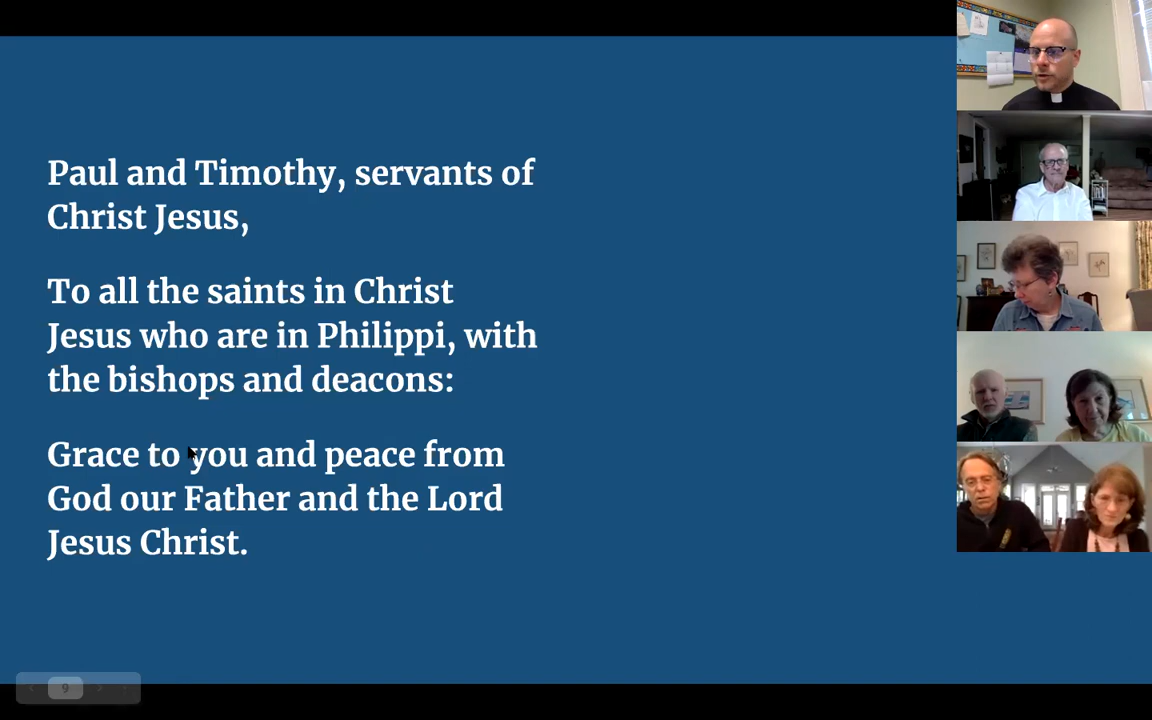 Paul and Timothy, servants of
Christ Jesus,
To all the saints in Christ
Jesus who are in Philippi, with
the bishops and deacons:
Grace to you and peace from
God our Father and the Lord
Jesus Christ.
9